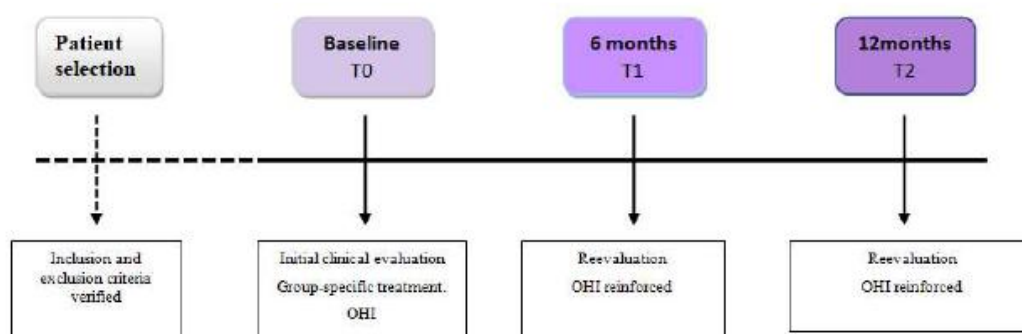 Patient
selection
Baseline
T0
6 months
T1
12months
T2
Inclusion and
exclusion criteria
verified
Initial clinical evaluation
Group-specific treatment.
OHI
Reevaluation
OHI reinforced
Reevaluation
OHI reinforced